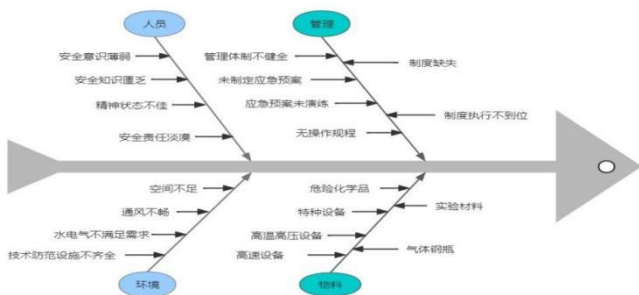 人员
管理
安全意识薄弱
管理体制不健全
制度缺失
安全知识匮乏
未制定应急预案
精神状态不佳
应急预案未演练
制度执行不到位
安全责任淡漠
无操作规程
空间不足
危险化学品
通风不畅
特种设备
实验材料
水电气不满足需求
高温高压设备
技术防范设施不齐全
高速设备
气体钢瓶
环境
物料